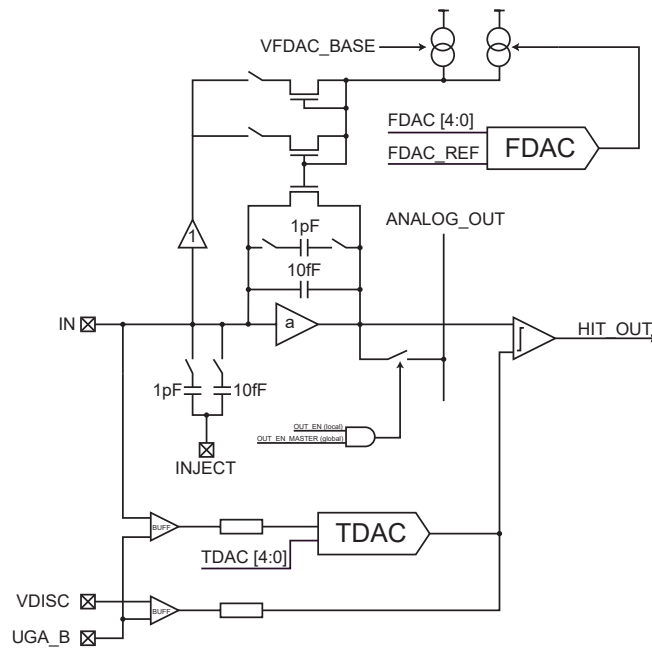 VFDAC_BASE
FDAC [4:0]
FDAC_REF
FDAC
1pF
ANALOG_OUT
1
10fF
IN
a
HIT_OUT
1pF
10fF
OUT_EN (local)
OUT_EN_MASTER (global)
INJECT
BUFF
TDAC
TDAC [4:0]
VDISC
BUFF
UGA_B